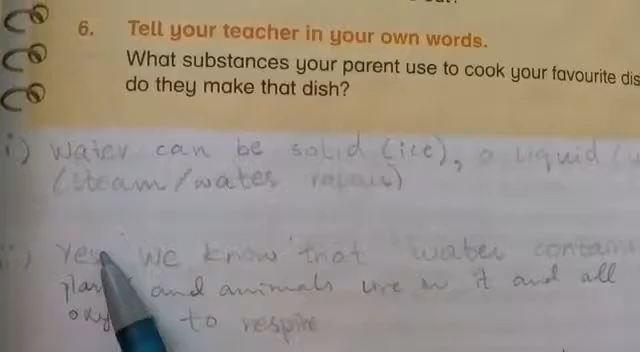 6. Tell your teacher in your own words.
What substances your parent use to cook your favourite dis
do they make that dish?
i) Water can be solid (ice), a liquid (
(steam/water
Yes we know that water contain
and animals live in it and all
oxy to respire